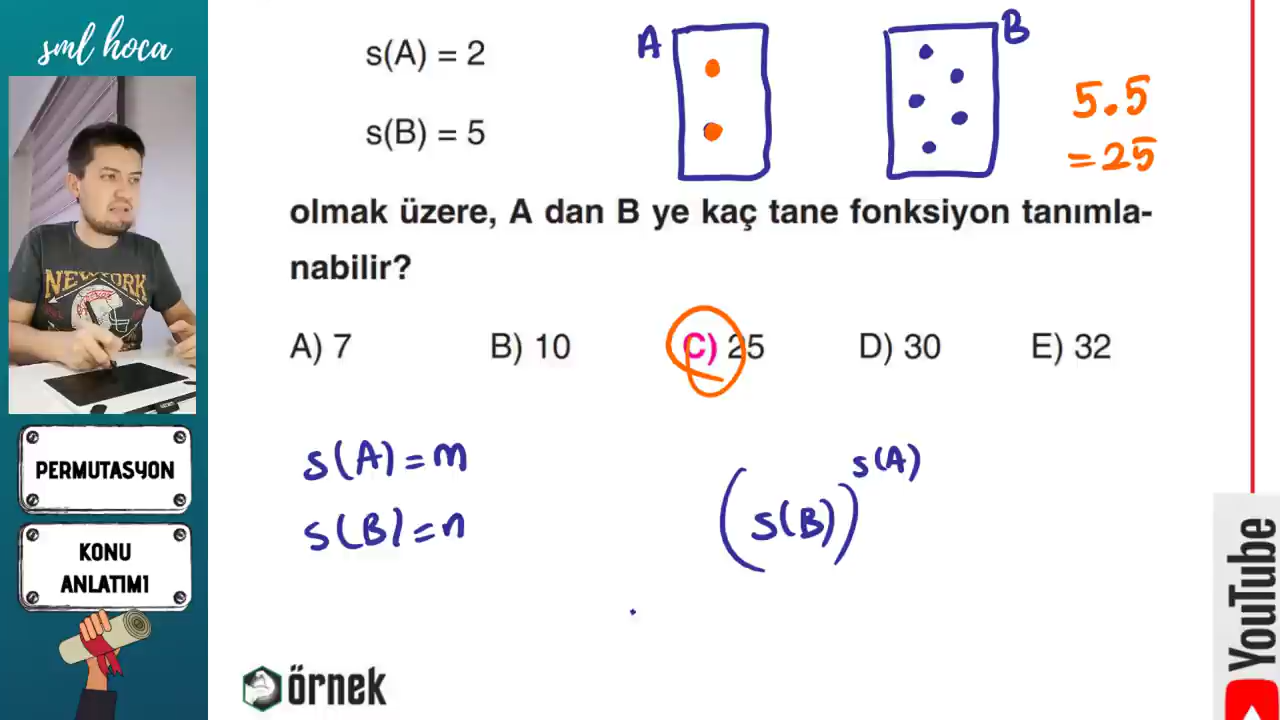 sml hoca
s(A) = 2
s(B) = 5
A
B
5.5
=25
olmak üzere, A dan B ye kaç tane fonksiyon tanımla-
nabilir?
A) 7 B) 10 C) 25 D) 30 E) 32
s(A)=m
s(B)=n
(s(B))^s(A)
NEW YORK
PERMUTASYON
KONU
ANLATIMI
örnek
YouTube